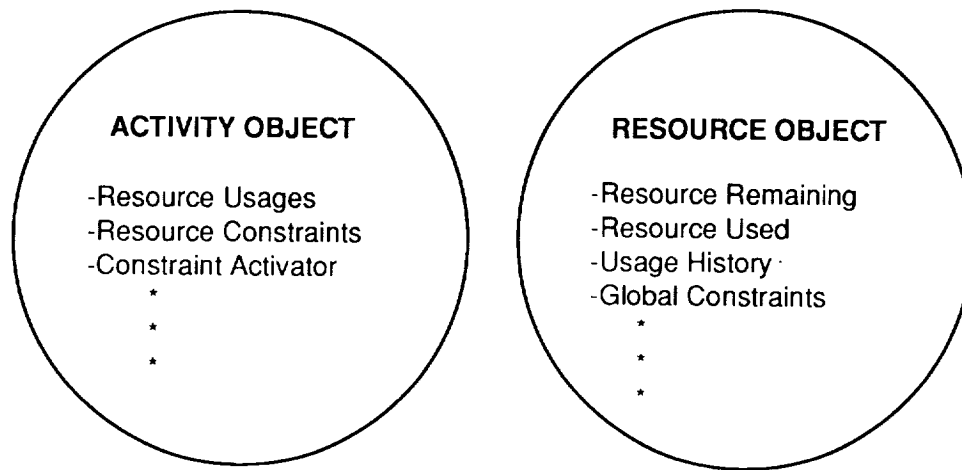 ACTIVITY OBJECT
-Resource Usages
-Resource Constraints
-Constraint Activator
*
*
*
RESOURCE OBJECT
-Resource Remaining
-Resource Used
-Usage History
-Global Constraints
*
*
*